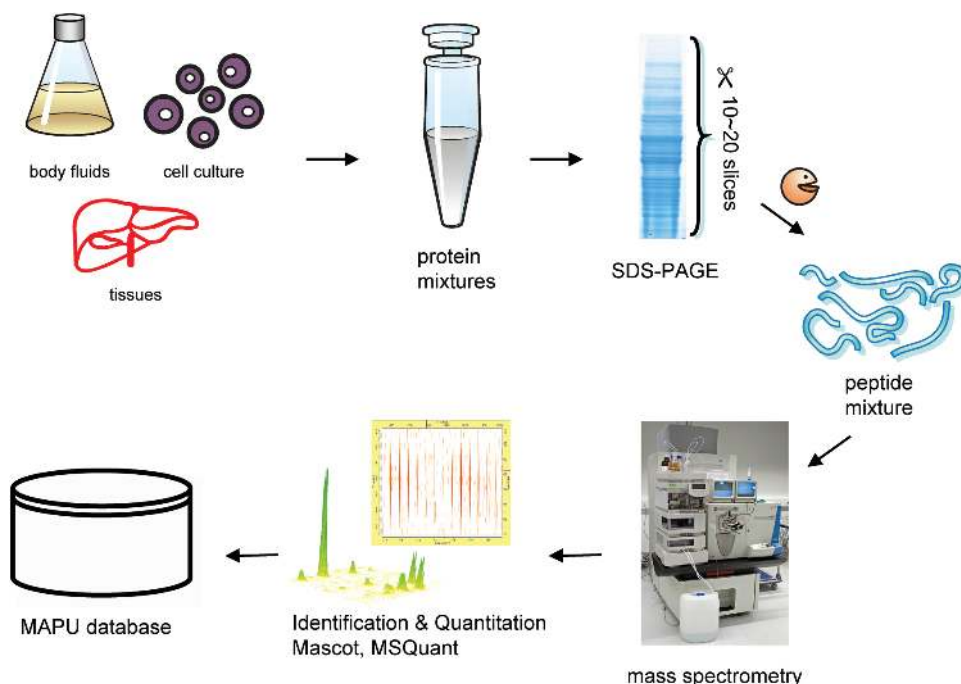 body fluids
cell culture
tissues
protein
mixtures
10~20 slices
SDS-PAGE
peptide
mixture
mass spectrometry
Identification & Quantitation
Mascot, MSQuant
MAPU database